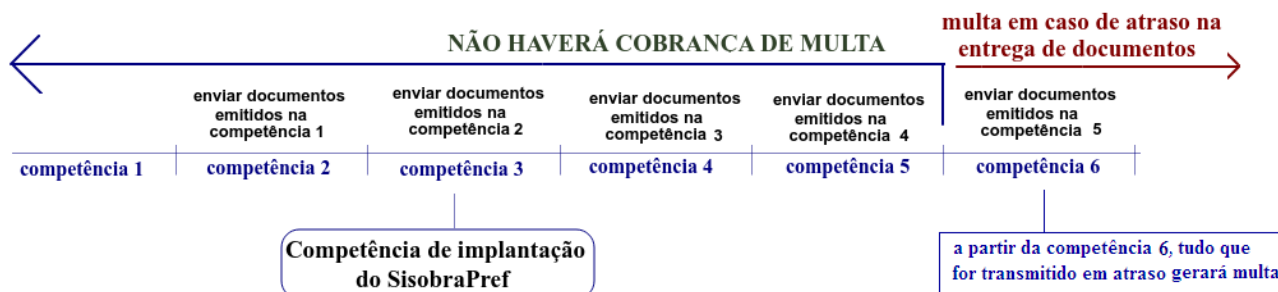 NÃO HAVERÁ COBRANCA DE MULTA
multa em caso de atraso na
entrega de documentos
enviar documentos
emitidos na
competência 1
enviar documentos
emitidos na
competência 2
enviar documentos
emitidos na
competência 3
enviar documentos
emitidos na
competência 4
enviar documentos
emitidos na
competência 5
competência 1
competência 2
competência 3
competência 4
competência 5
competência 6
Competência de implantação
do SisobraPref
a partir da competência 6, tudo que
for transmitido em atraso gerará multa